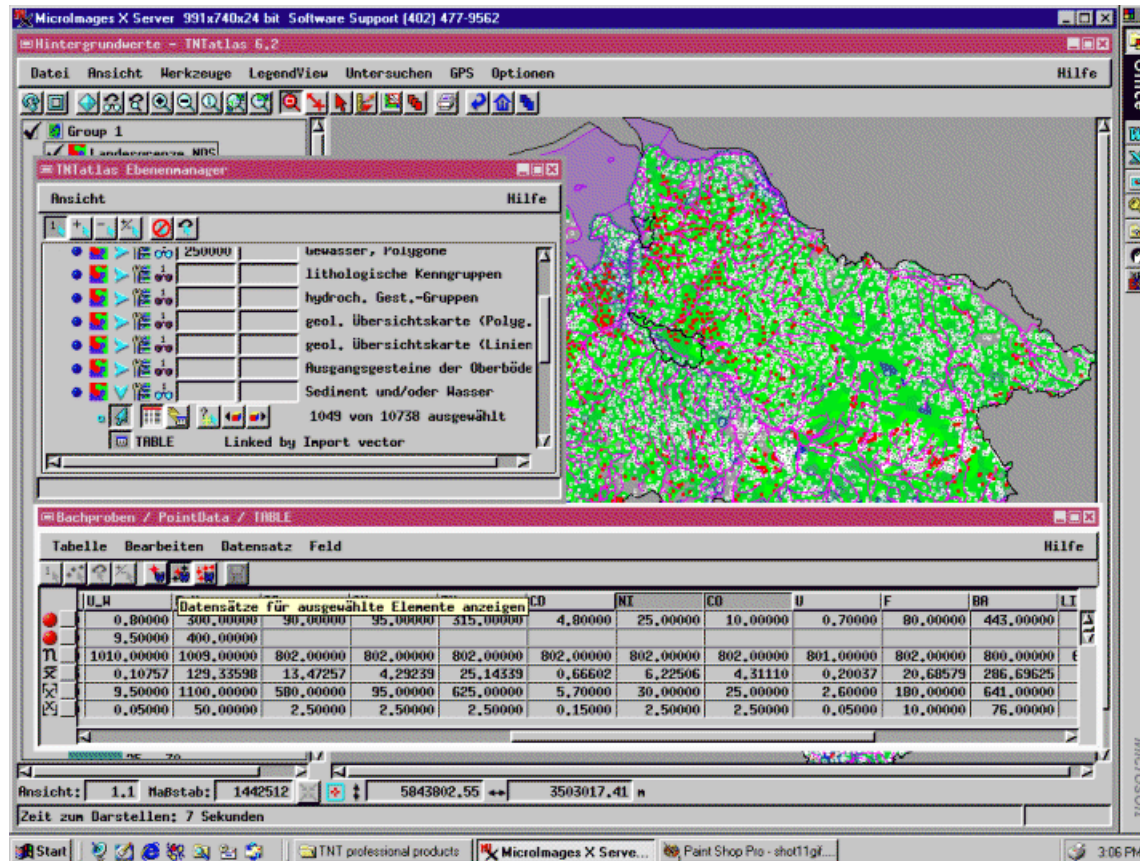 MicroImages X Server 991x740x24 bit Software Support (402) 477-9562
Hintergrundwerte - TNTatlas 6.2
Datei Ansicht Werkzeuge LegendView Untersuchen GPS Optionen Hilfe
Group 1
Landergrenze NDS
TNTatlas Ebenenmanager
Ansicht Hilfe
250000 Gewässer, Polygone
lithologische Kenngruppen
hydroch. Gest.-Gruppen
geol. Übersichtskarte (Polyg.
geol. Übersichtskarte (Linien
Ausgangsgesteine der Oberböde
Sediment und/oder Wasser
1049 von 10738 ausgewählt
TABLE Linked by Import vector
Bachproben / PointData / TABLE
Tabelle Bearbeiten Datensatz Feld Hilfe
U_W CD NI CO U F BA LI
Datensätze für ausgewählte Elemente anzeigen
0.80000 300.00000 90.00000 95.00000 315.00000 4.80000 25.00000 10.00000 0.70000 80.00000 443.00000
9.50000 400.00000
n 1010.00000 1009.00000 802.00000 802.00000 802.00000 802.00000 802.00000 802.00000 801.00000 802.00000 800.00000
0.10757 129.33598 13.47257 4.29239 25.14339 0.66602 6.22506 4.31110 0.20037 20.68579 286.69625
9.50000 1100.00000 580.00000 95.00000 625.00000 5.70000 30.00000 25.00000 2.60000 180.00000 641.00000
0.05000 50.00000 2.50000 2.50000 2.50000 0.15000 2.50000 2.50000 0.05000 10.00000 76.00000
Ansicht: 1.1 Maßstab: 1442512 5843802.55 3503017.41 m
Zeit zum Darstellen: 7 Sekunden
Start TNT professional products MicroImages X Serve... Paint Shop Pro - shot11gif.... 3:06 PM
Office
Microsoft